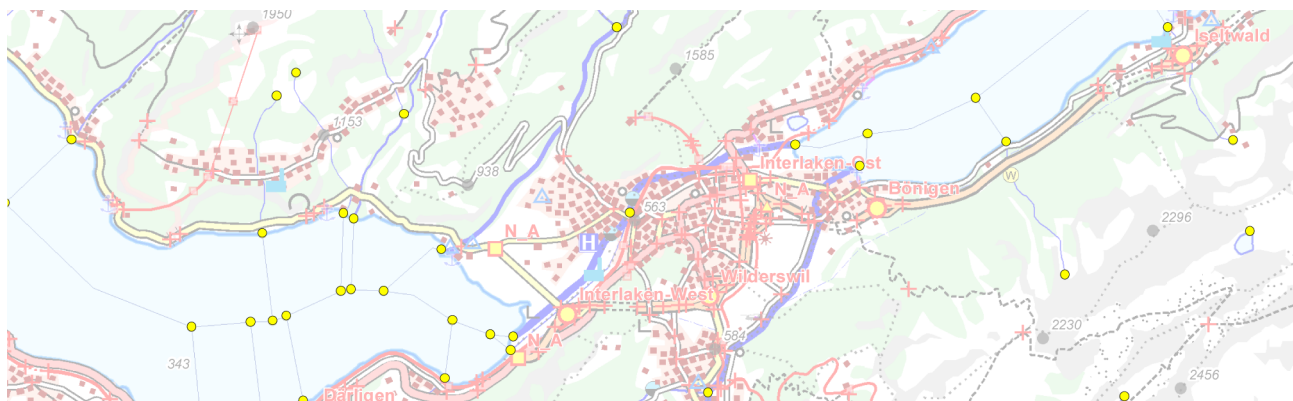 1950
Iseltwald
1585
1153
Interlaken-Ost
938
N_A
Bönigen
563
2296
N_A
H
W
Wilderswil
Interlaken-West
2230
584
N_A
343
2456
Därligen